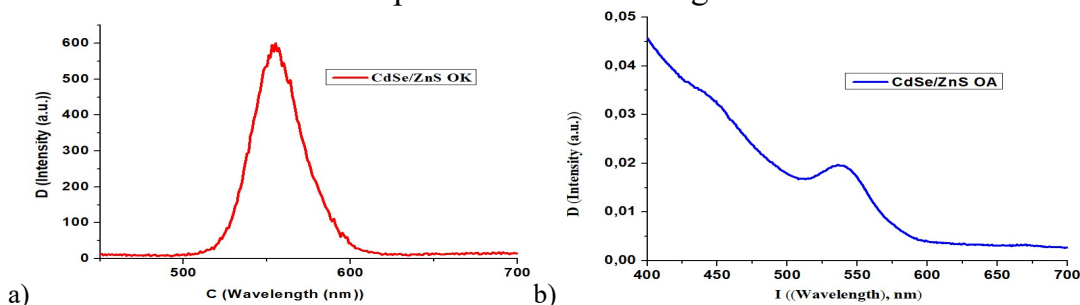 600
500
400
300
200
100
0
D (Intensity (a.u.))
CdSe/ZnS OK
500
600
700
C (Wavelength (nm))
a)
0,05
0,04
0,03
0,02
0,01
0,00
D (Intensity (a.u.))
CdSe/ZnS OA
400
450
500
550
600
650
700
I ((Wavelength), nm)
b)